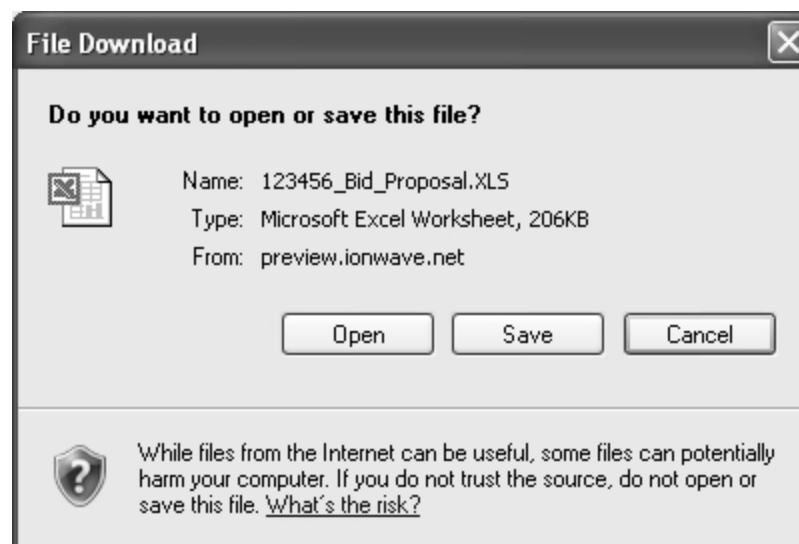 File Download
Do you want to open or save this file?
Name: 123456_Bid_Proposal.XLS
Type: Microsoft Excel Worksheet, 206KB
From: preview.ionwave.net
Open Save Cancel
While files from the Internet can be useful, some files can potentially
harm your computer. If you do not trust the source, do not open or
save this file. What's the risk?